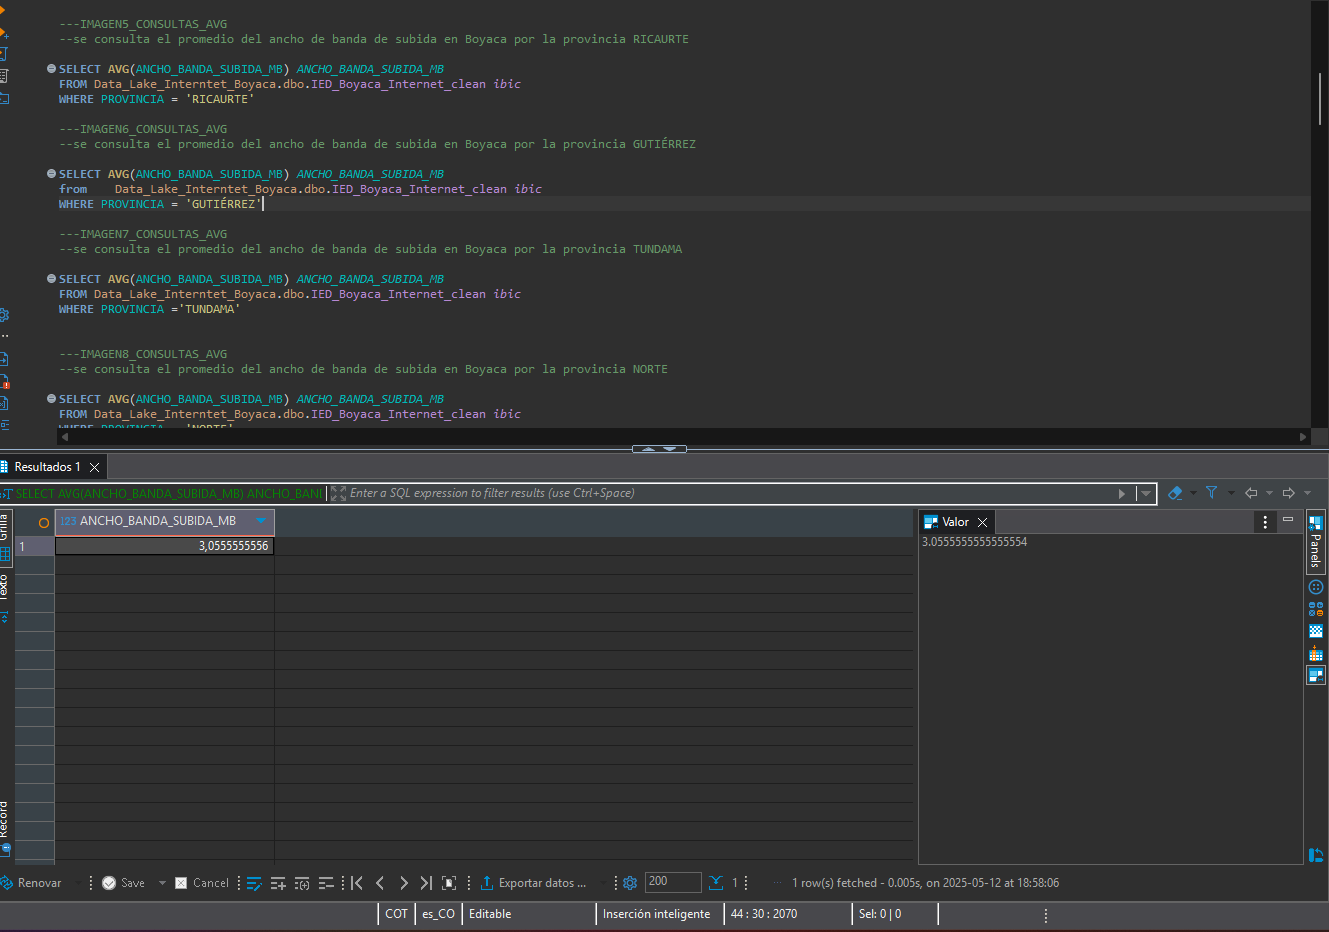 ---IMAGEN5_CONSULTAS_AVG
--se consulta el promedio del ancho de banda de subida en Boyaca por la provincia RICAURTE
SELECT AVG(ANCHO_BANDA_SUBIDA_MB) ANCHO_BANDA_SUBIDA_MB
FROM Data_Lake_Interntet_Boyaca.dbo.IED_Boyaca_Internet_clean ibic
WHERE PROVINCIA = 'RICAURTE'
---IMAGEN6_CONSULTAS_AVG
--se consulta el promedio del ancho de banda de subida en Boyaca por la provincia GUTIÉRREZ
SELECT AVG(ANCHO_BANDA_SUBIDA_MB) ANCHO_BANDA_SUBIDA_MB
from    Data_Lake_Interntet_Boyaca.dbo.IED_Boyaca_Internet_clean ibic
WHERE PROVINCIA = 'GUTIÉRREZ'
---IMAGEN7_CONSULTAS_AVG
--se consulta el promedio del ancho de banda de subida en Boyaca por la provincia TUNDAMA
SELECT AVG(ANCHO_BANDA_SUBIDA_MB) ANCHO_BANDA_SUBIDA_MB
FROM Data_Lake_Interntet_Boyaca.dbo.IED_Boyaca_Internet_clean ibic
WHERE PROVINCIA ='TUNDAMA'
---IMAGEN8_CONSULTAS_AVG
--se consulta el promedio del ancho de banda de subida en Boyaca por la provincia NORTE
SELECT AVG(ANCHO_BANDA_SUBIDA_MB) ANCHO_BANDA_SUBIDA_MB
FROM Data_Lake_Interntet_Boyaca.dbo.IED_Boyaca_Internet_clean ibic
WHERE PROVINCIA = 'NORTE'
Resultados 1
SELECT AVG(ANCHO_BANDA_SUBIDA_MB) ANCHO_BAND
Enter a SQL expression to filter results (use Ctrl+Space)
Grilla
123 ANCHO_BANDA_SUBIDA_MB
Valor
1
3,0555555556
3.0555555555555554
Panels
Texto
Record
Renovar
Save
Cancel
Exportar datos ...
200
1
1 row(s) fetched - 0.005s, on 2025-05-12 at 18:58:06
COT
es_CO
Editable
Inserción inteligente
44 : 30 : 2070
Sel: 0 | 0